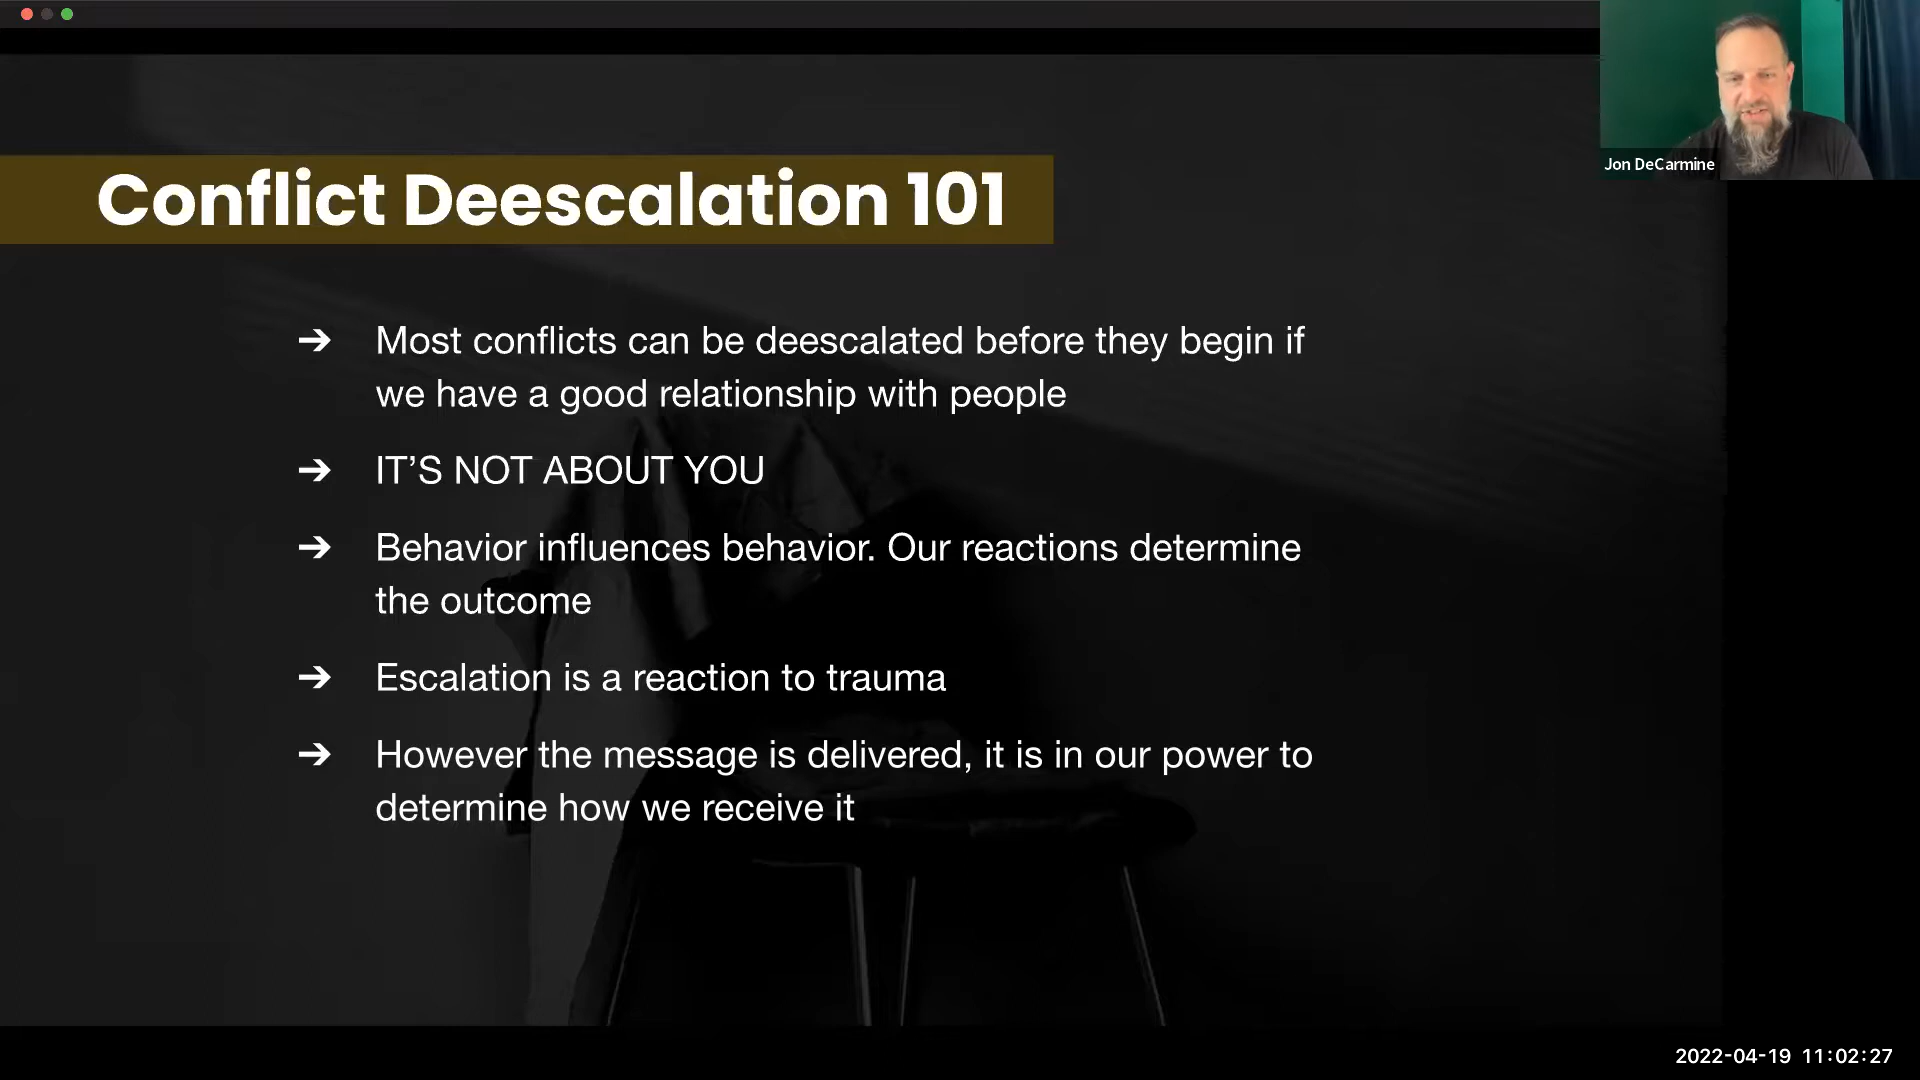 Jon DeCarmine
Conflict Deescalation 101
➔ Most conflicts can be deescalated before they begin if
we have a good relationship with people
➔ IT’S NOT ABOUT YOU
➔ Behavior influences behavior. Our reactions determine
the outcome
➔ Escalation is a reaction to trauma
➔ However the message is delivered, it is in our power to
determine how we receive it
2022-04-19 11:02:27